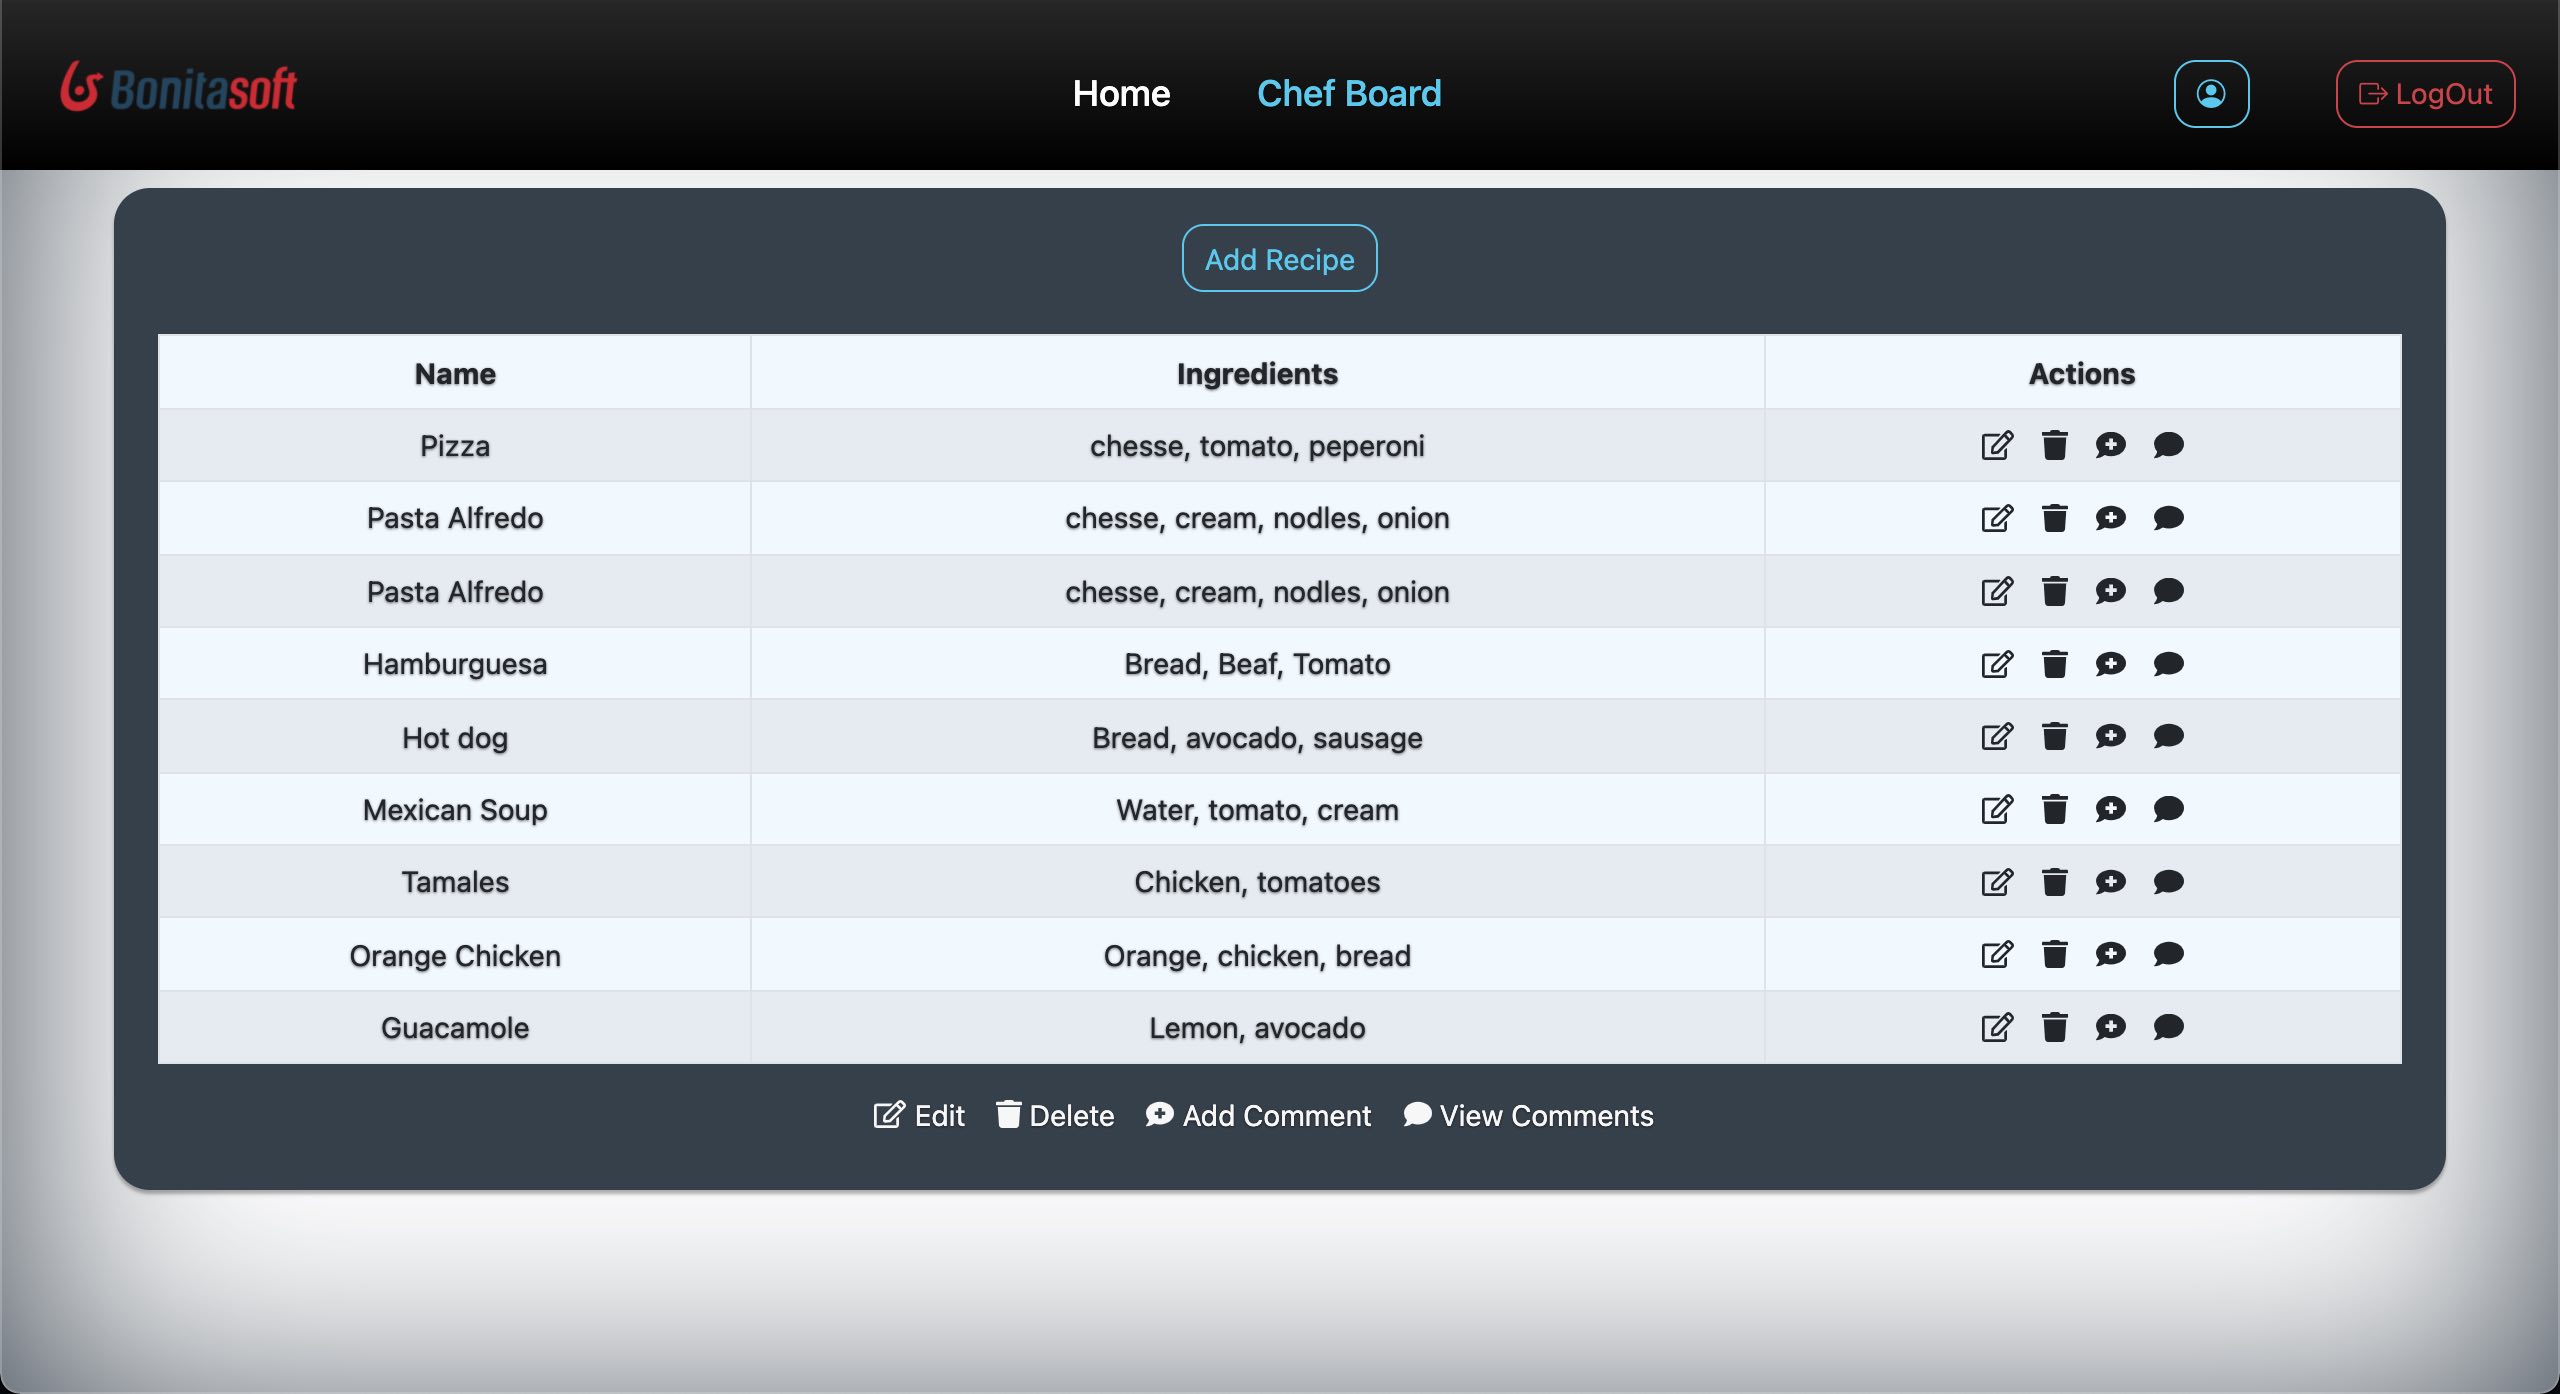 Bonitasoft Home Chef Board LogOut
Add Recipe
Name Ingredients Actions
Pizza chesse, tomato, peperoni
Pasta Alfredo chesse, cream, nodles, onion
Pasta Alfredo chesse, cream, nodles, onion
Hamburguesa Bread, Beaf, Tomato
Hot dog Bread, avocado, sausage
Mexican Soup Water, tomato, cream
Tamales Chicken, tomatoes
Orange Chicken Orange, chicken, bread
Guacamole Lemon, avocado
Edit Delete Add Comment View Comments